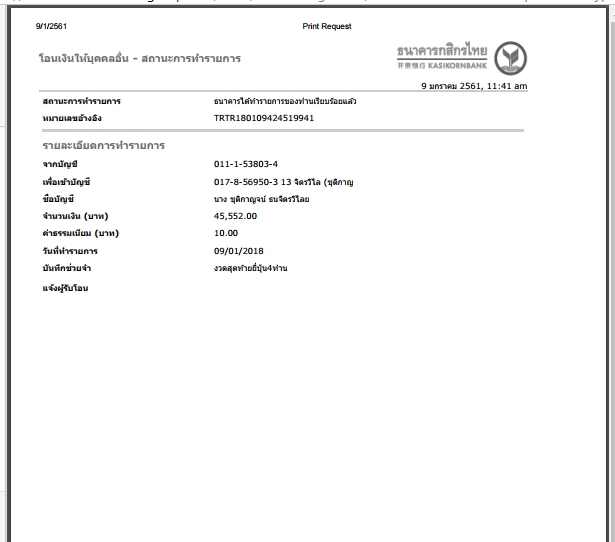 9/1/2561 Print Request
โอนเงินให้บุคคลอื่น - สถานะการทำรายการ
ธนาคารกสิกรไทย
开泰银行 KASIKORNBANK
9 มกราคม 2561, 11:41 am
สถานะการทำรายการ ธนาคารได้ทำรายการของท่านเรียบร้อยแล้ว
หมายเลขอ้างอิง TRTR180109424519941
รายละเอียดการทำรายการ
จากบัญชี 011-1-53803-4
เพื่อเข้าบัญชี 017-8-56950-3 13 จิตรวิไล (ชุติกาญ
ชื่อบัญชี นาง ชุติกาญจน์ ธนจิตรวิไลย
จำนวนเงิน (บาท) 45,552.00
ค่าธรรมเนียม (บาท) 10.00
วันที่ทำรายการ 09/01/2018
บันทึกช่วยจำ งวดสุดท้ายยี่ปุ่น4ท่าน
แจ้งผู้รับโอน